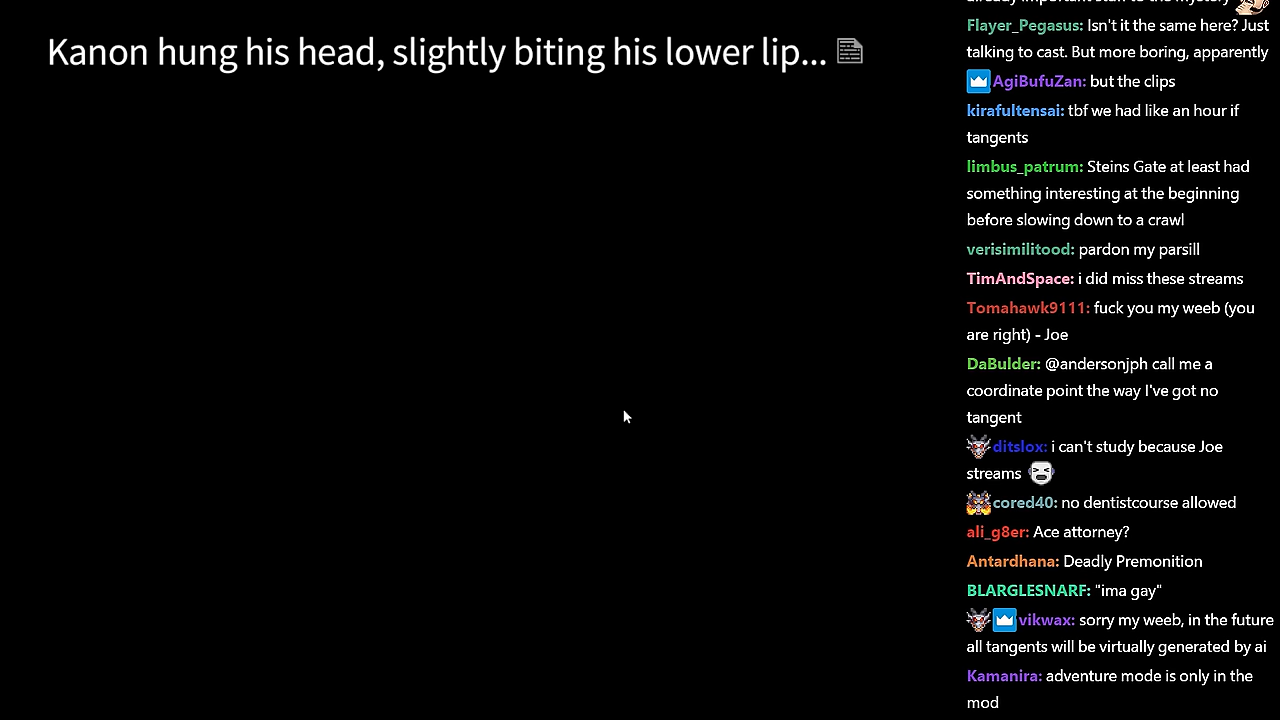 Kanon hung his head, slightly biting his lower lip...
Flayer_Pegasus: Isn't it the same here? Just
talking to cast. But more boring, apparently
AgiBufuZan: but the clips
kirafultensai: tbf we had like an hour if
tangents
limbus_patrum: Steins Gate at least had
something interesting at the beginning
before slowing down to a crawl
verisimilitood: pardon my parsill
TimAndSpace: i did miss these streams
Tomahawk9111: fuck you my weeb (you
are right) - Joe
DaBulder: @andersonjph call me a
coordinate point the way I've got no
tangent
ditslox: i can't study because Joe
streams
cored40: no dentistcourse allowed
ali_g8er: Ace attorney?
Antardhana: Deadly Premonition
BLARGLESNARF: "ima gay"
vikwax: sorry my weeb, in the future
all tangents will be virtually generated by ai
Kamanira: adventure mode is only in the
mod